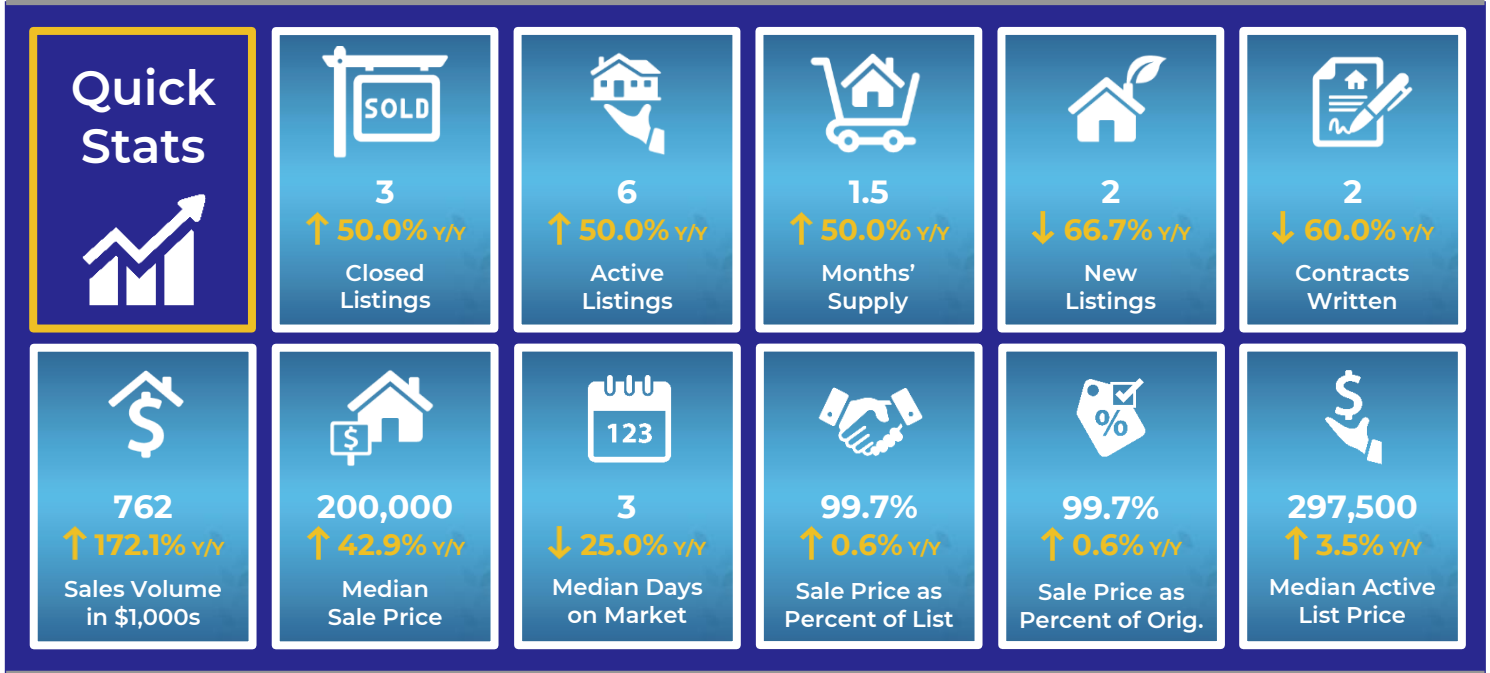 Quick
Stats
SOLD
3
↑ 50.0% Y/Y
Closed
Listings
6
↑ 50.0% Y/Y
Active
Listings
1.5
↑ 50.0% Y/Y
Months’
Supply
2
↓ 66.7% Y/Y
New
Listings
2
↓ 60.0% Y/Y
Contracts
Written
$
762
↑ 172.1% Y/Y
Sales Volume
in $1,000s
$
200,000
↑ 42.9% Y/Y
Median
Sale Price
123
3
↓ 25.0% Y/Y
Median Days
on Market
99.7%
↑ 0.6% Y/Y
Sale Price as
Percent of List
%
99.7%
↑ 0.6% Y/Y
Sale Price as
Percent of Orig.
$
297,500
↑ 3.5% Y/Y
Median Active
List Price